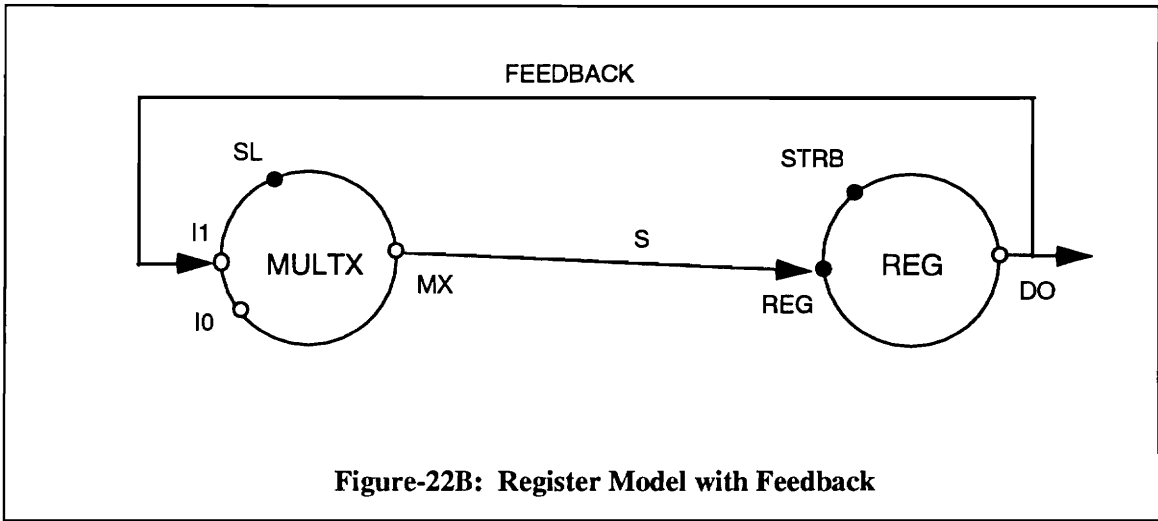 FEEDBACK
SL
STRB
I1
MULTX
S
REG
MX
REG
DO
I0
Figure-22B: Register Model with Feedback